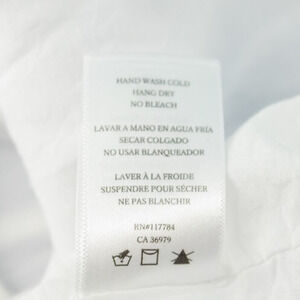 HAND WASH COLD
HANG DRY
NO BLEACH
LAVAR A MANO EN AGUA FRÍA
SECAR COLGADO
NO USAR BLANQUEADOR
LAVER À LA FROIDE
SUSPENDRE POUR SÉCHER
NE PAS BLANCHIR
RN#117784
CA 36979